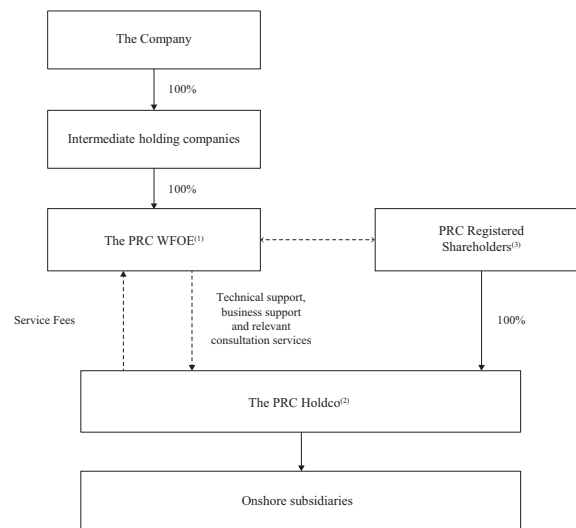 The Company
100%
Intermediate holding companies
100%
The PRC WFOE(1)
PRC Registered
Shareholders(3)
Service Fees
Technical support,
business support
and relevant
consultation services
100%
The PRC Holdco(2)
Onshore subsidiaries